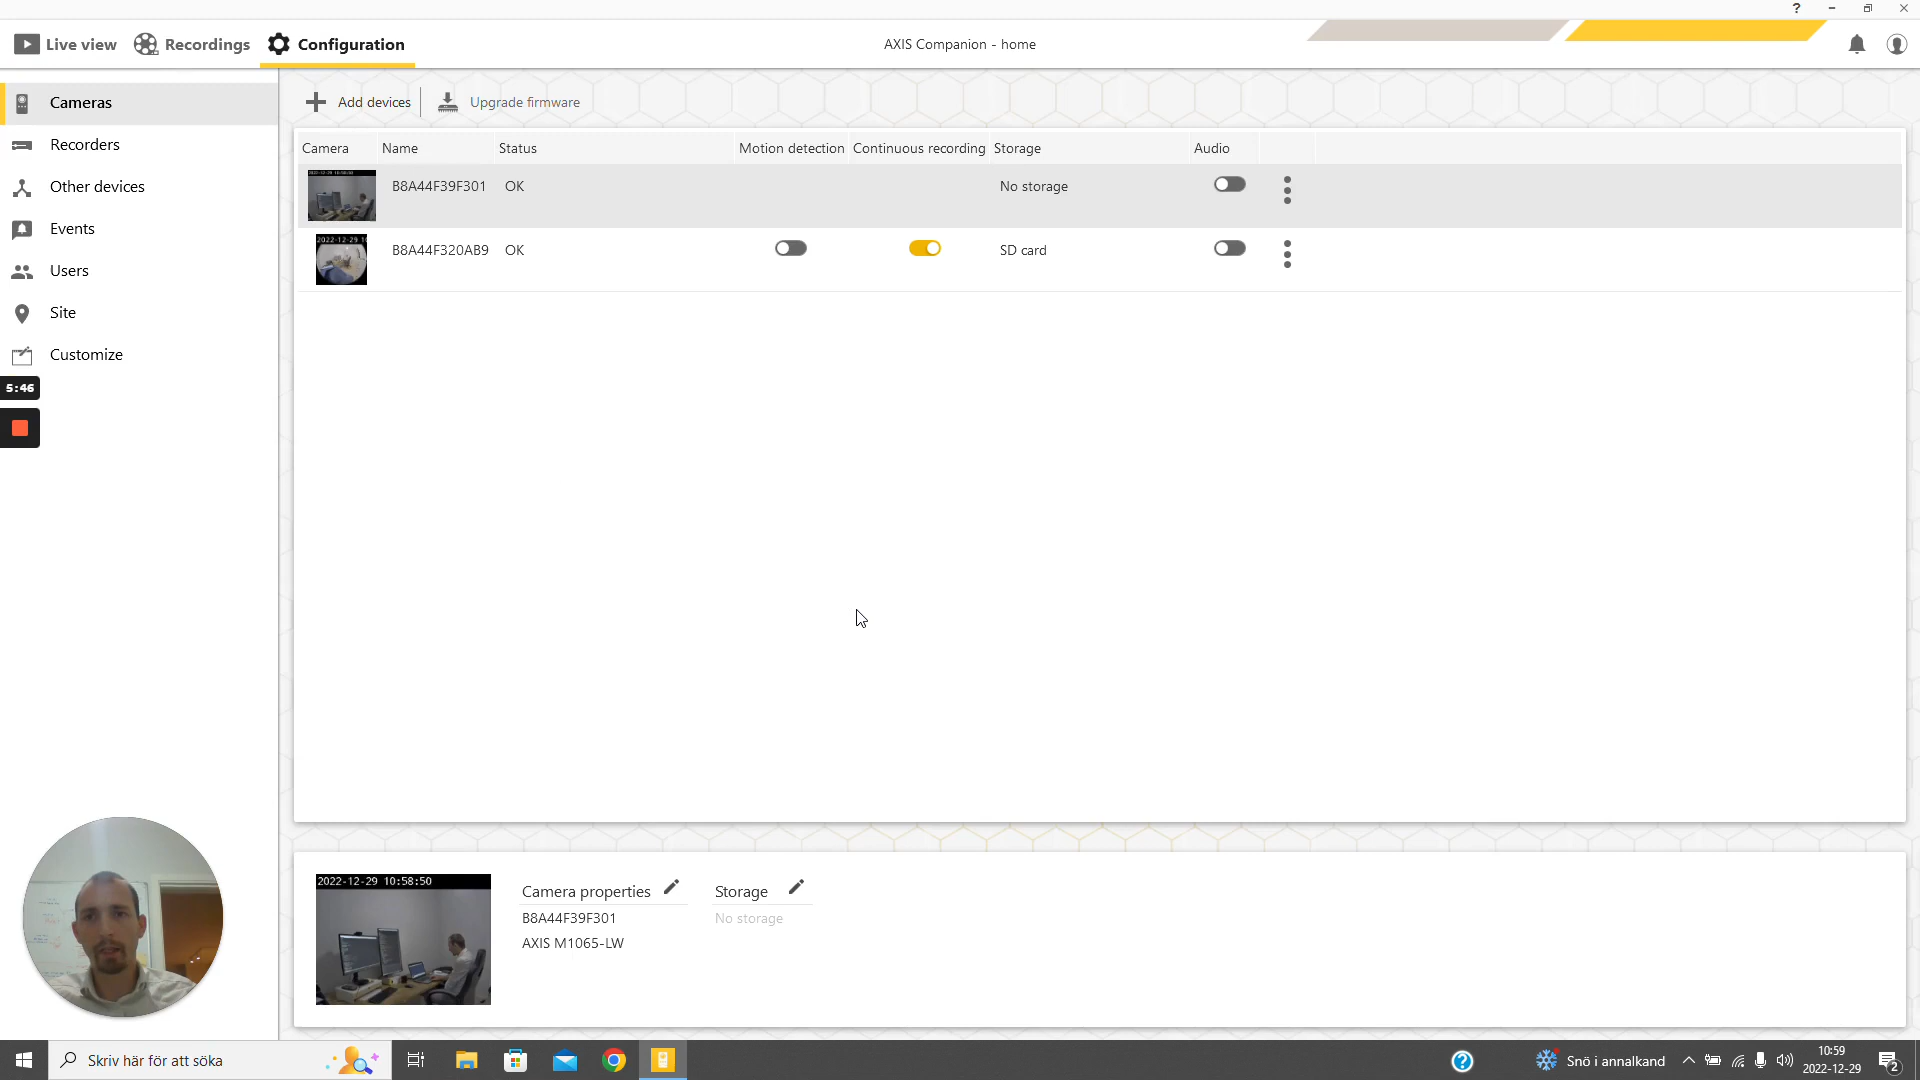 ?
Live view
Recordings
Configuration
AXIS Companion - home
Cameras
Recorders
Other devices
Events
Users
Site
Customize
5:46
Add devices
Upgrade firmware
Camera Name Status Motion detection Continuous recording Storage Audio
B8A44F39F301 OK No storage
B8A44F320AB9 OK SD card
2022-12-29 10:58:50
Camera properties
B8A44F39F301
AXIS M1065-LW
Storage
No storage
Skriv här för att söka
Snö i annalkand
10:59
2022-12-29
2